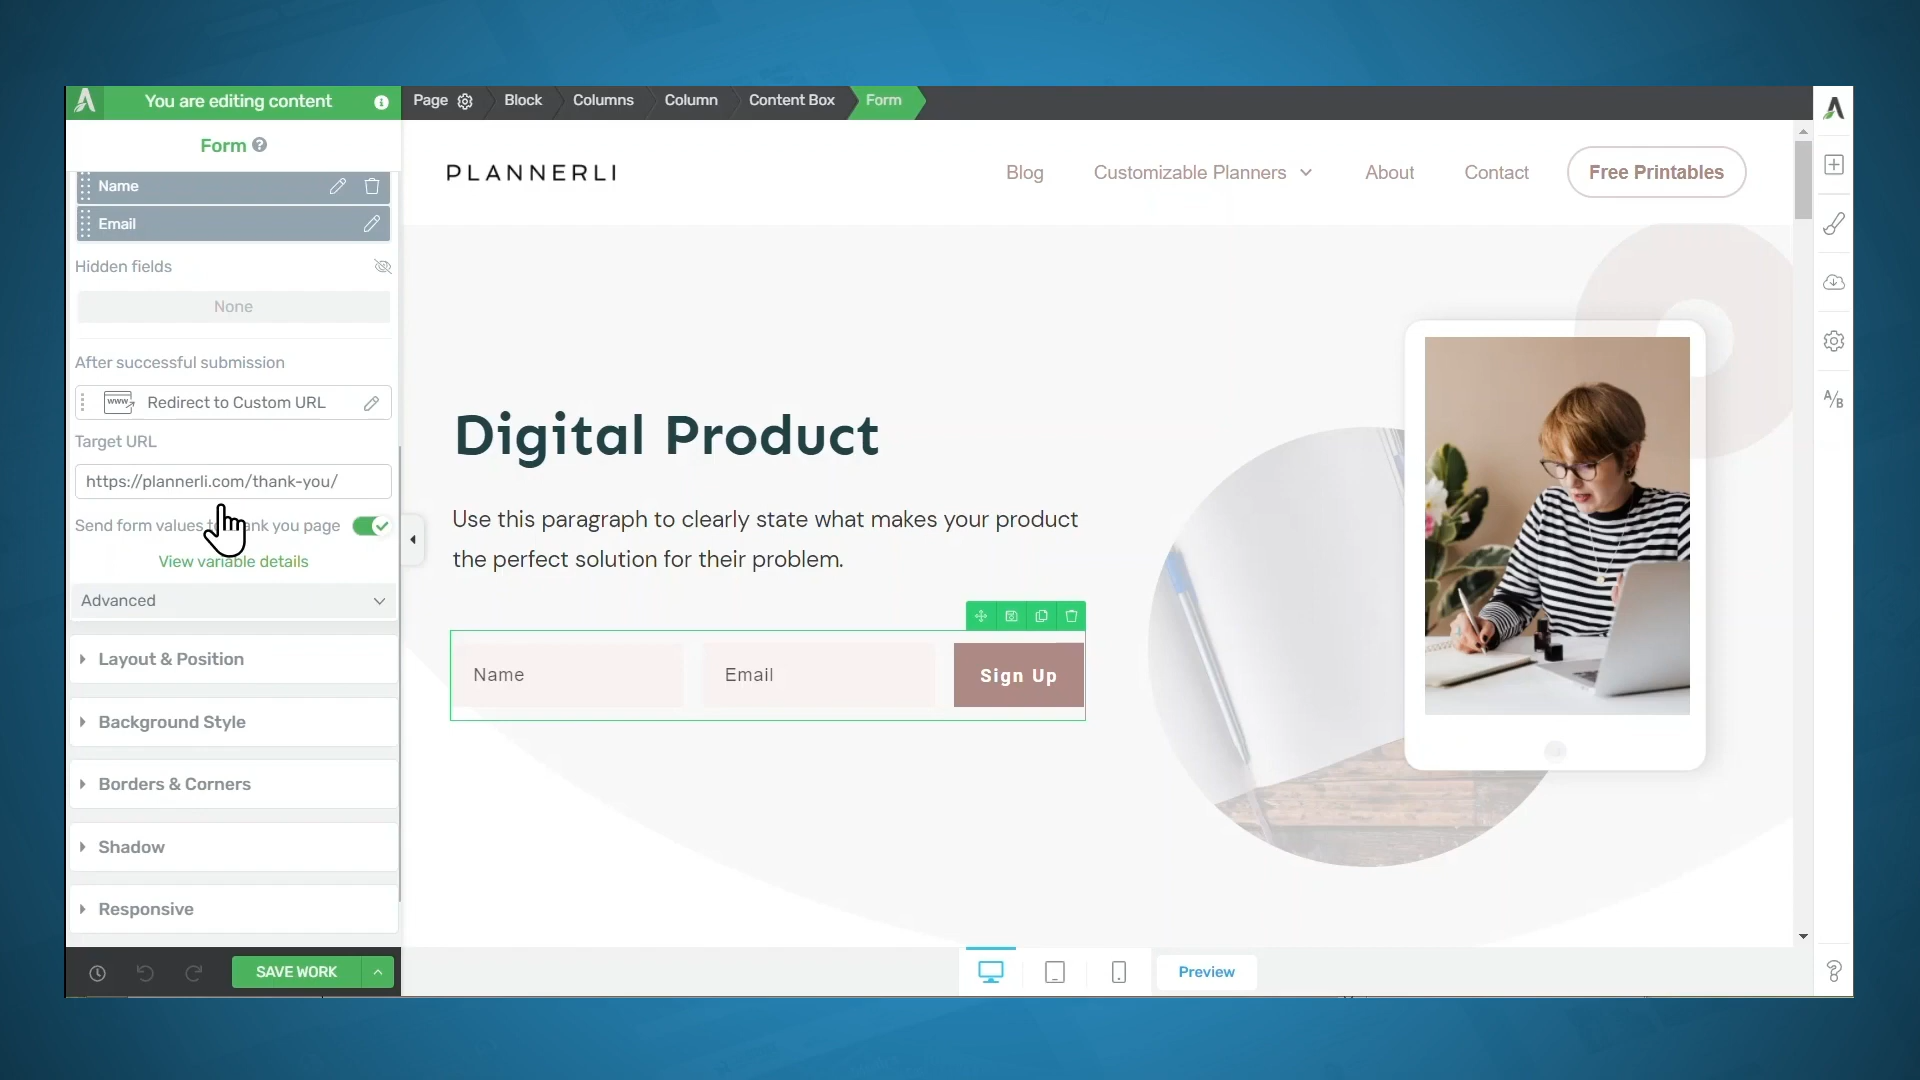 You are editing content
Page
Block
Columns
Column
Content Box
Form
Form
Name
Email
Hidden fields
None
After successful submission
www
Redirect to Custom URL
Target URL
https://plannerli.com/thank-you/
Send form values ank you page
View variable details
Advanced
Layout & Position
Background Style
Borders & Corners
Shadow
Responsive
SAVE WORK
PLANNERLI
Blog
Customizable Planners
About
Contact
Free Printables
Digital Product
Use this paragraph to clearly state what makes your product
the perfect solution for their problem.
Name
Email
Sign Up
Preview
A/B